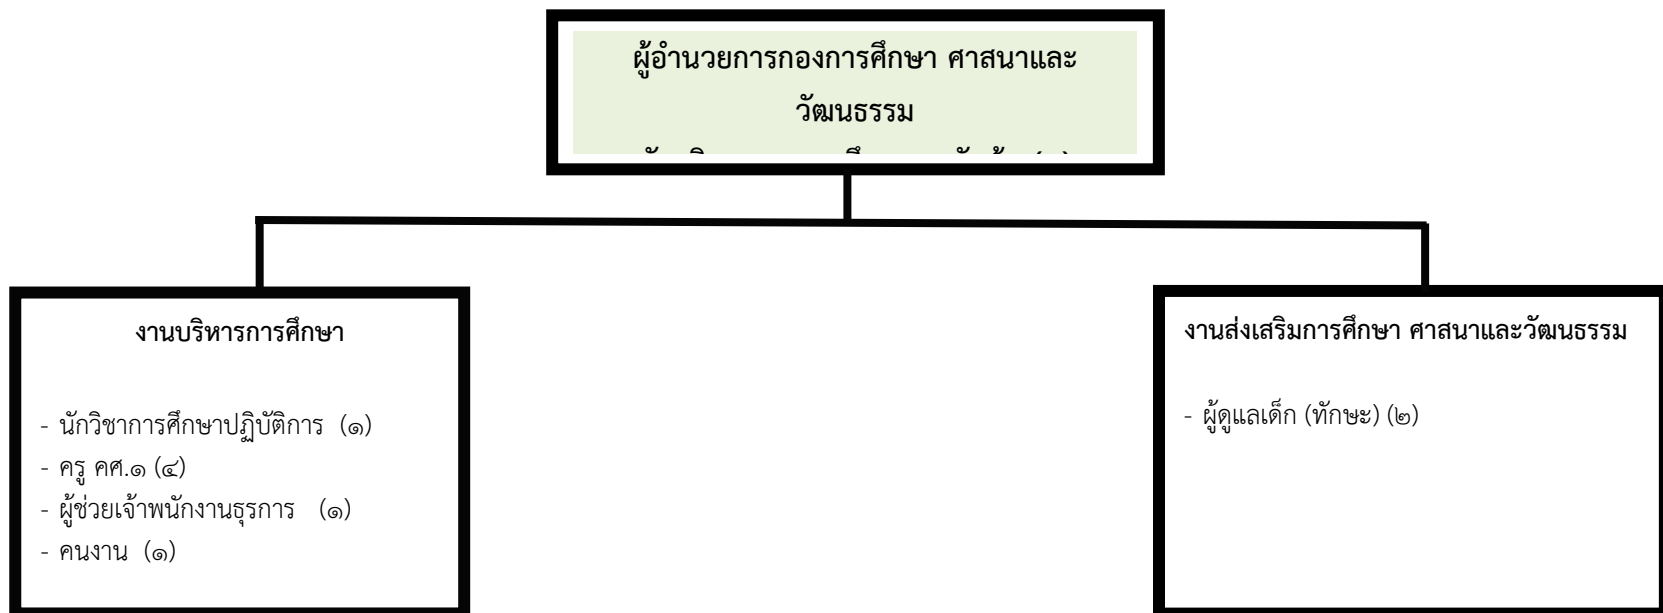 ผู้อำนวยการกองการศึกษา ศาสนาและ
วัฒนธรรม
งานบริหารการศึกษา
- นักวิชาการศึกษาปฏิบัติการ (๑)
- ครู คศ.๑ (๔)
- ผู้ช่วยเจ้าพนักงานธุรการ (๑)
- คนงาน (๑)
งานส่งเสริมการศึกษา ศาสนาและวัฒนธรรม
- ผู้ดูแลเด็ก (ทักษะ) (๒)